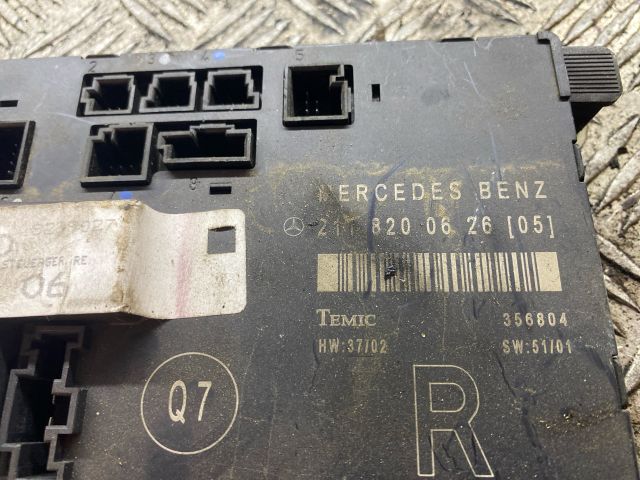 2 3 4 5
8
MERCEDES BENZ
211 820 06 26 [05]
TEMIC 356804
HW:37/02 SW:51/01
06
Q7
R